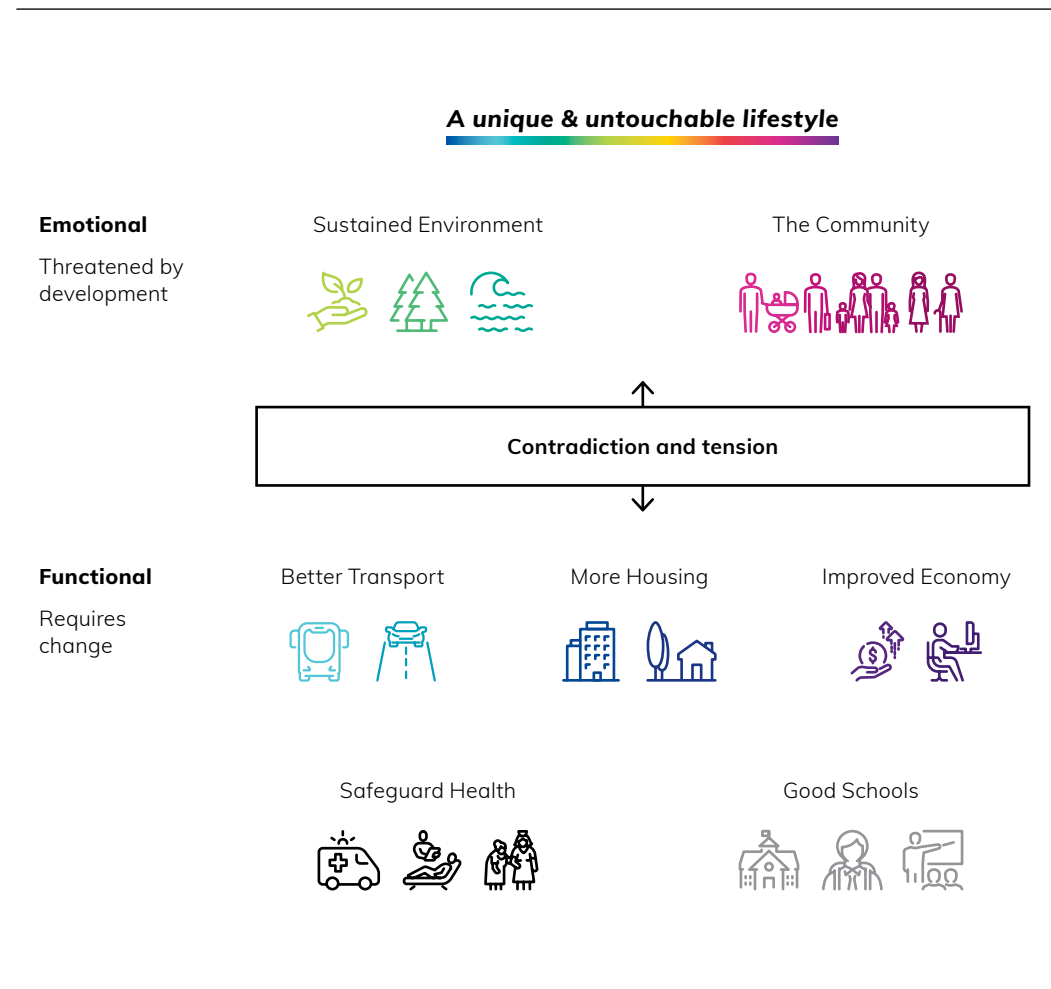 A unique & untouchable lifestyle
Emotional
Threatened by
development
Sustained Environment
The Community
Contradiction and tension
Functional
Requires
change
Better Transport
More Housing
Improved Economy
$
Safeguard Health
Good Schools